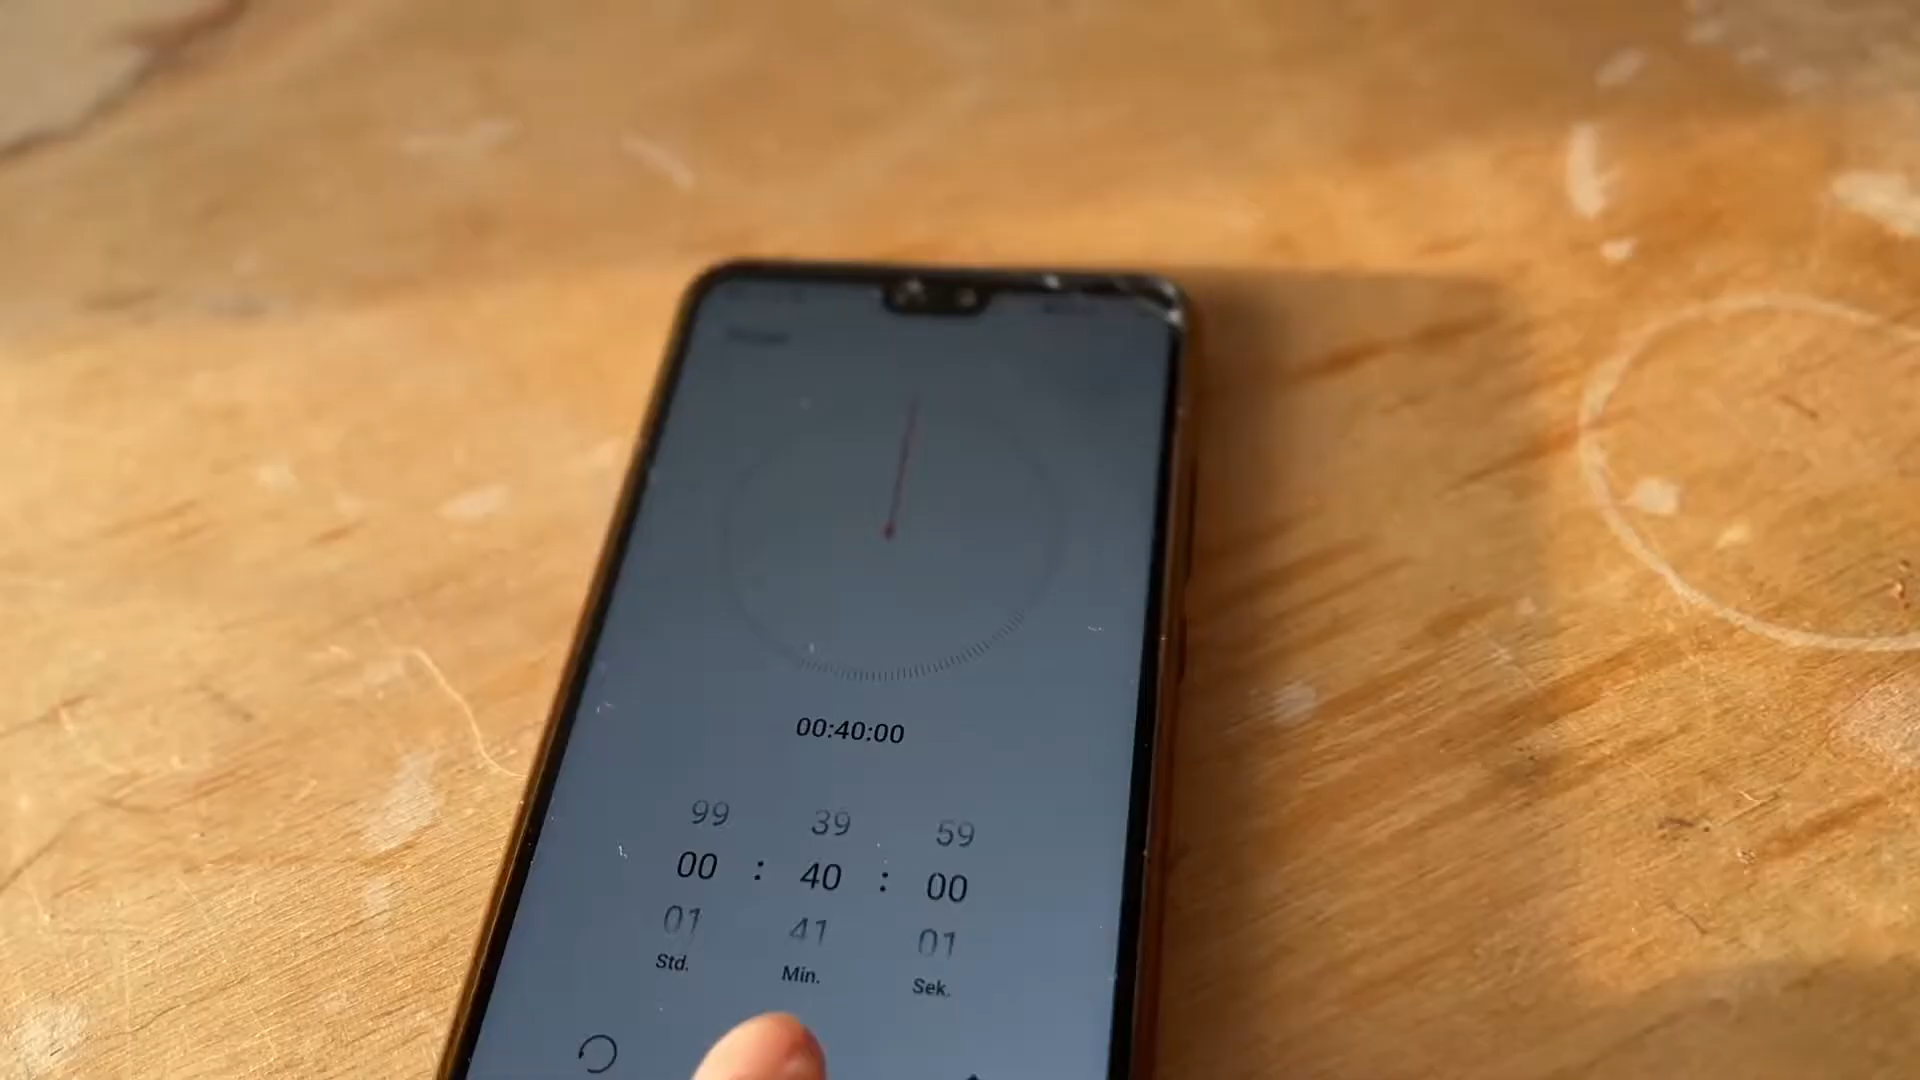 00:40:00
99 39 59
00 : 40 : 00
01 41 01
Std. Min. Sek.